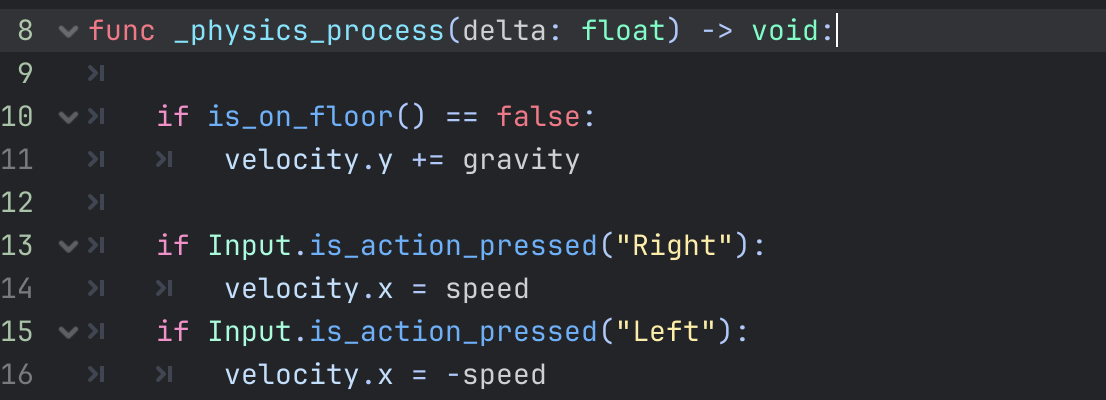 8 func _physics_process(delta: float) -> void:
9
10 if is_on_floor() == false:
11 velocity.y += gravity
12
13 if Input.is_action_pressed("Right"):
14 velocity.x = speed
15 if Input.is_action_pressed("Left"):
16 velocity.x = -speed